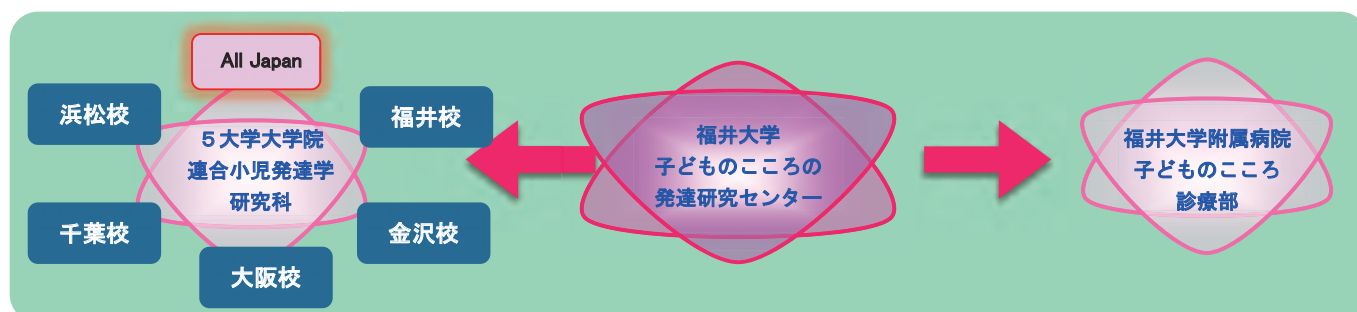 All Japan
浜松校
福井校
5大学大学院
連合小児発達学
研究科
千葉校
金沢校
大阪校
福井大学
子どものこころの
発達研究センター
福井大学附属病院
子どものこころ
診療部